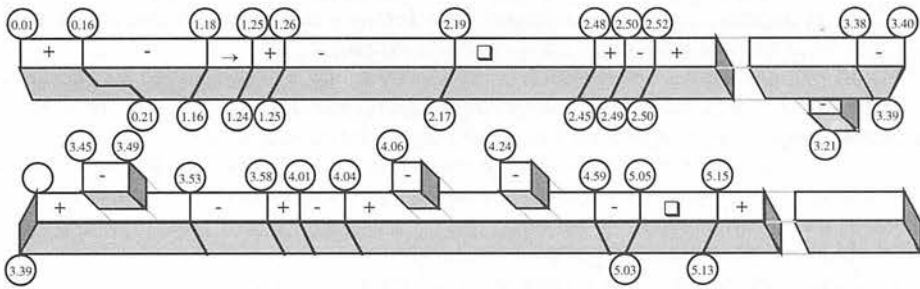 0.01 0.16 1.18 1.25 1.26 2.19 2.48 2.50 2.52 3.38 3.40
+ - → + ❑ + - + -
0.21 1.16 1.24 1.25 2.17 2.45 2.49 2.50 - 3.21 3.39
3.45 3.49 3.53 3.58 4.01 4.04 4.06 4.24 4.59 5.05 5.15
+ - - + - + - - - ❑ +
3.39 5.03 5.13